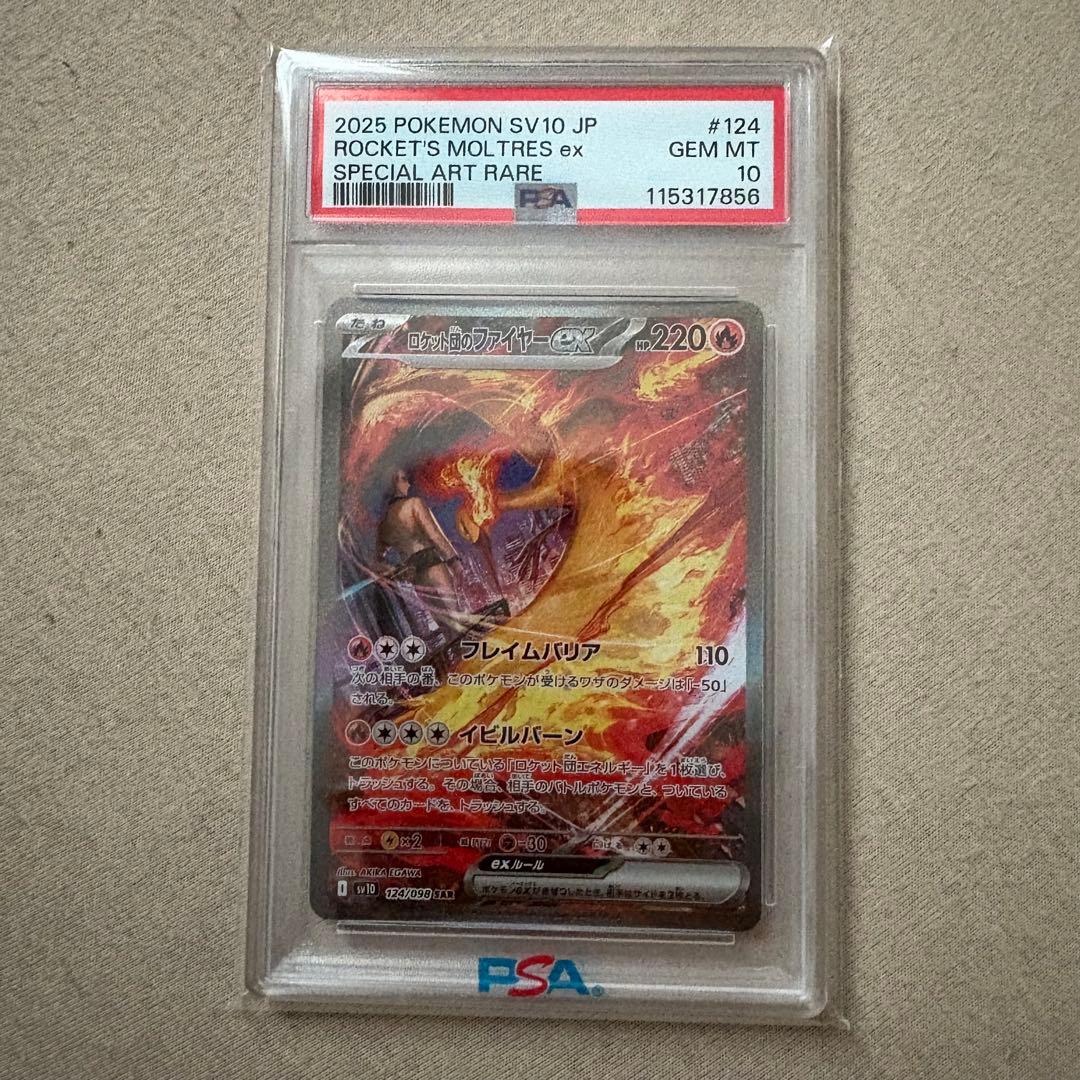 2025 POKEMON SV10 JP #124
ROCKET'S MOLTRES ex GEM MT
SPECIAL ART RARE 10
PSA 115317856
たね ロケット団のファイヤーex HP220
フレイムバリア 110
次の相手の番、このポケモンが受けるワザのダメージは「-50」
される。
イビルバーン
このポケモンについている「ロケット団エネルギー」を1枚選び、
トラッシュする。その場合、相手のバトルポケモンと、ついている
すべてのカードを、トラッシュする。
×2 -30
exルール
Illus. AKIRA EGAWA
sv10 124/098 SAR
PSA